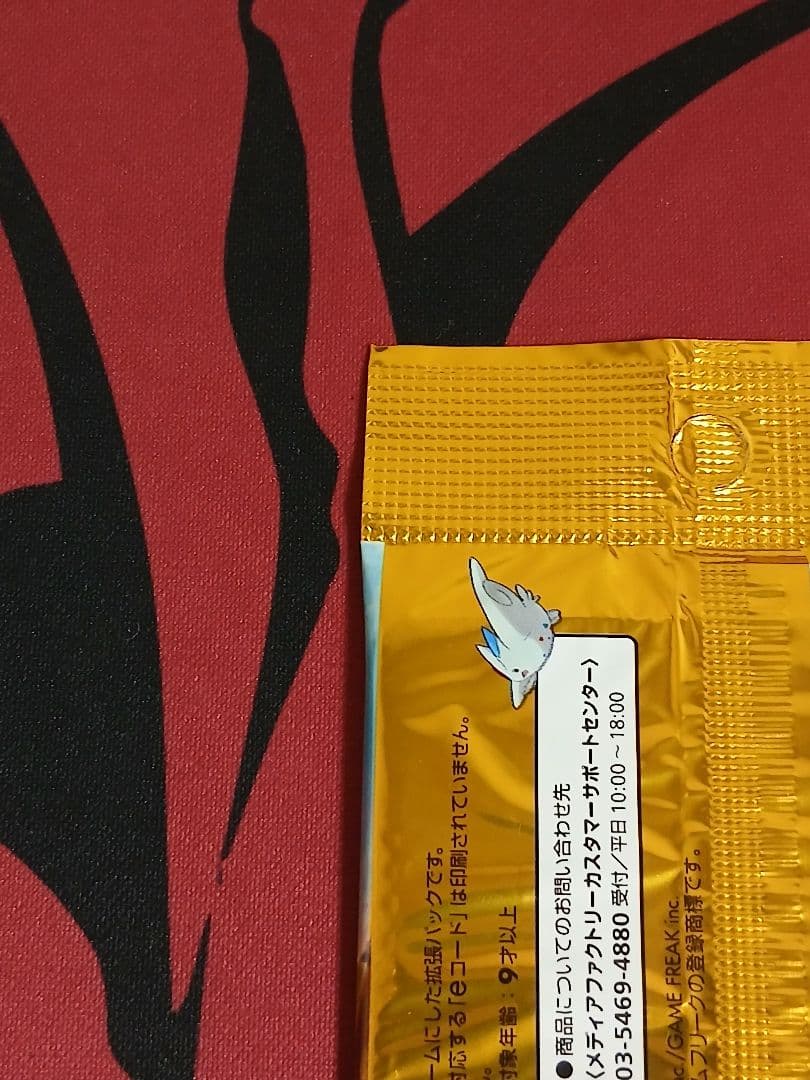 ームにした拡張パックです。
対応する「eコード」は印刷されていません。
対象年齢：9才以上
●商品についてのお問い合わせ先
〈メディアファクトリーカスタマーサポートセンター〉
03-5469-4880 受付／平日 10:00～18:00
/GAME FREAK inc.
ムフリークの登録商標です。